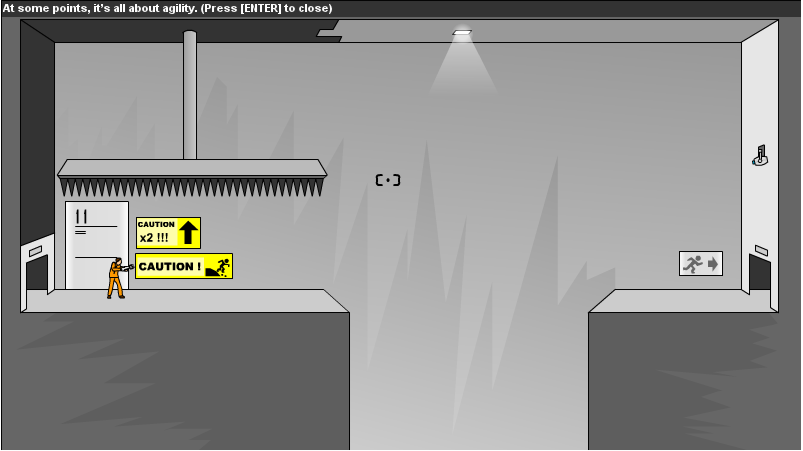 At some points, it's all about agility. (Press [ENTER] to close)
CAUTION
x2 !!!
CAUTION !